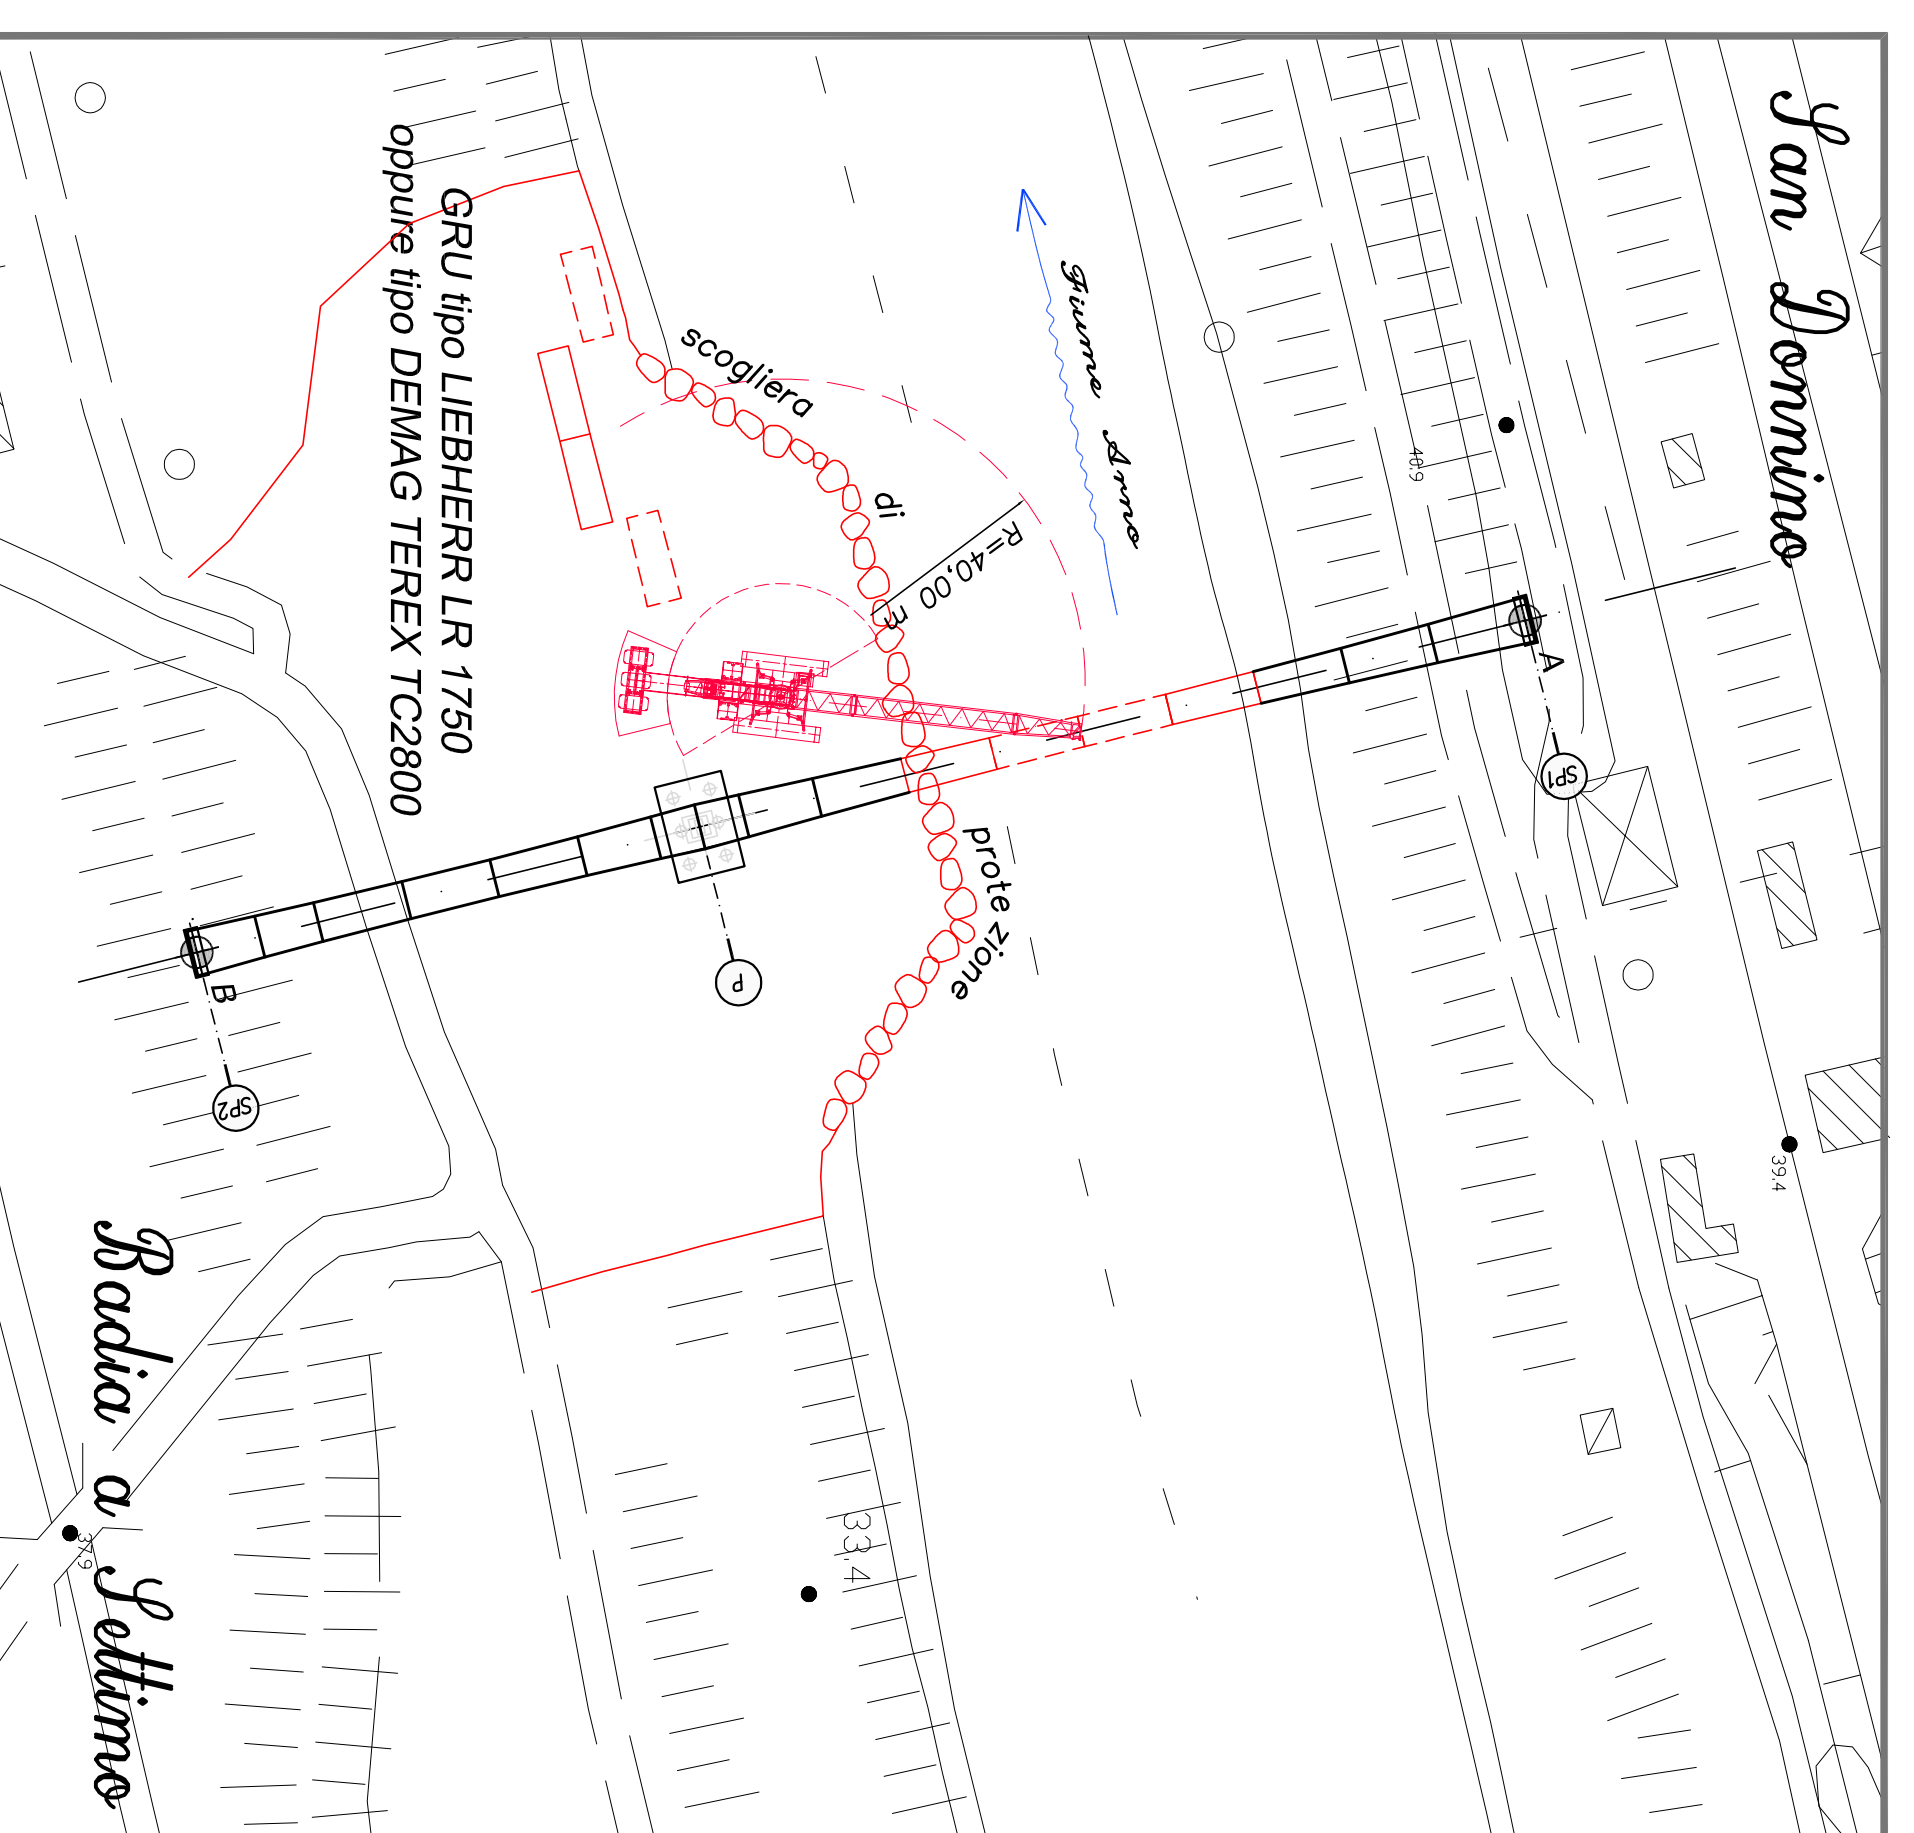 San Donnino
40.9
39.4
Fiume Arno
GRU tipo LIEBHERR LR 1750
oppure tipo DEMAG TEREX TC2800
scogliera di protezione
R=40,00 m
A
SP1
P
B
SP2
33.4
37.9
Badia a Settimo